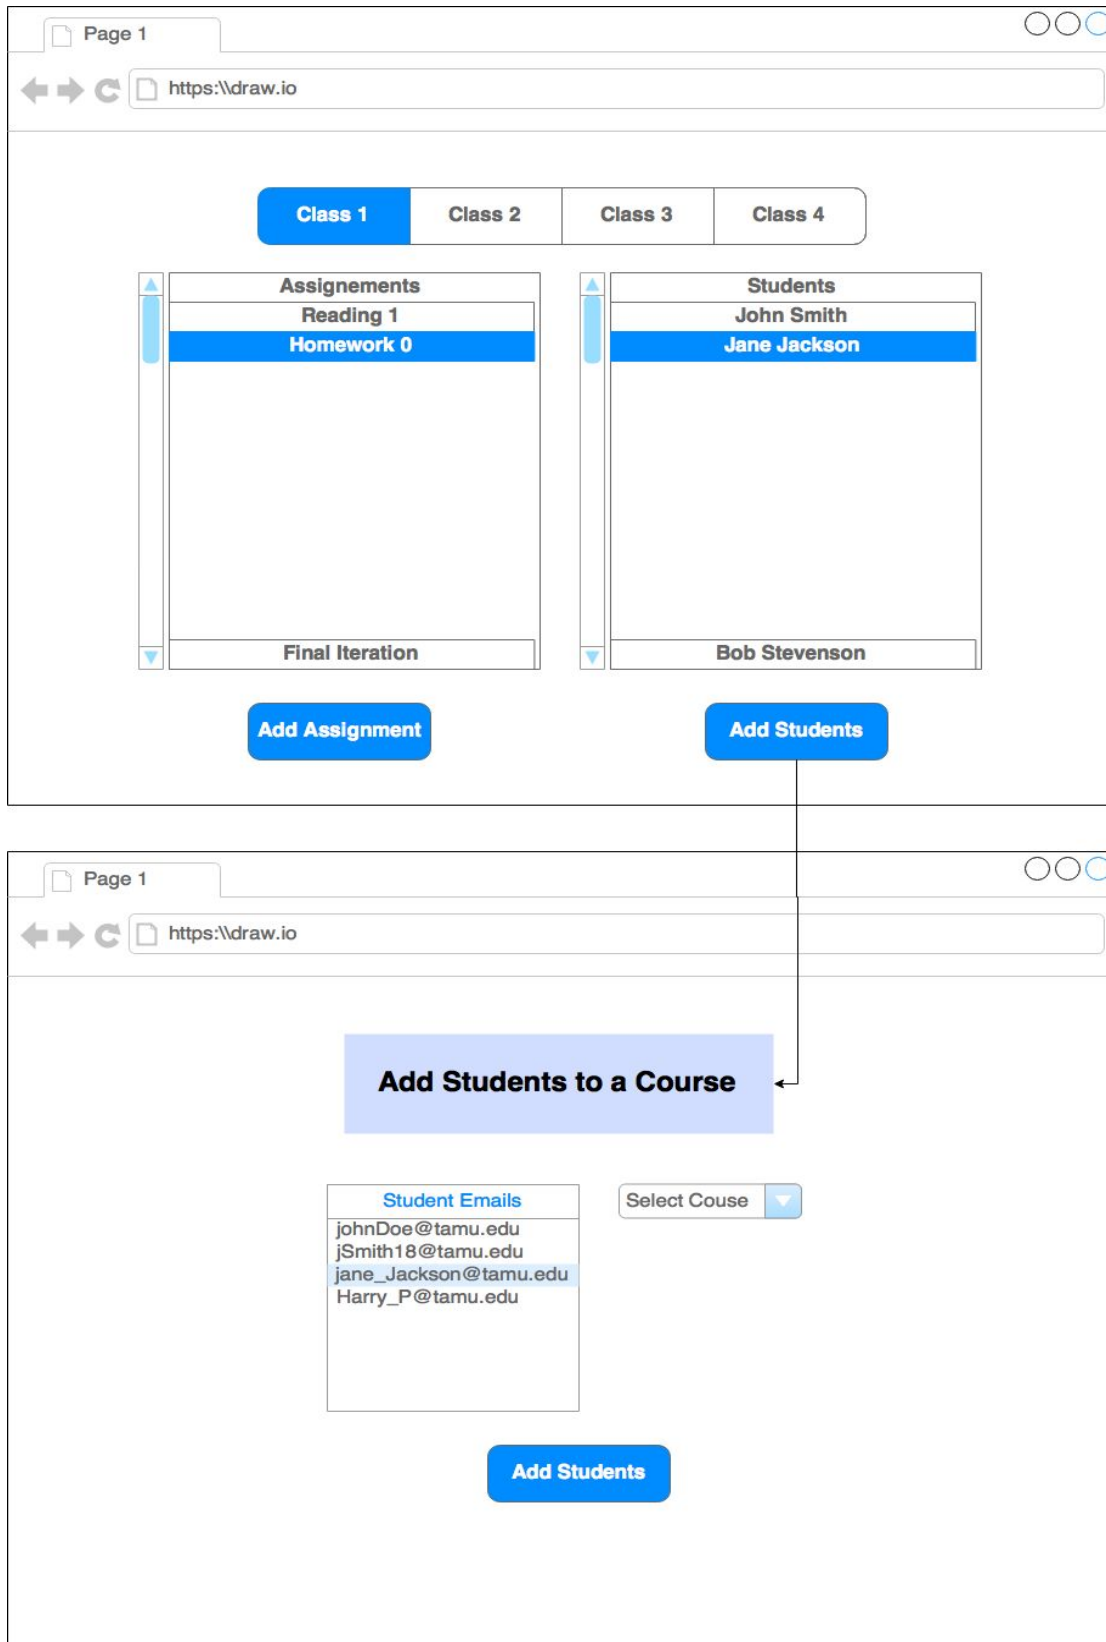 Page 1
https:\\draw.io
Class 1 Class 2 Class 3 Class 4
Assignements Students
Reading 1 John Smith
Homework 0 Jane Jackson
Final Iteration Bob Stevenson
Add Assignment Add Students
Page 1
https:\\draw.io
Add Students to a Course
Student Emails Select Couse
johnDoe@tamu.edu
jSmith18@tamu.edu
jane_Jackson@tamu.edu
Harry_P@tamu.edu
Add Students